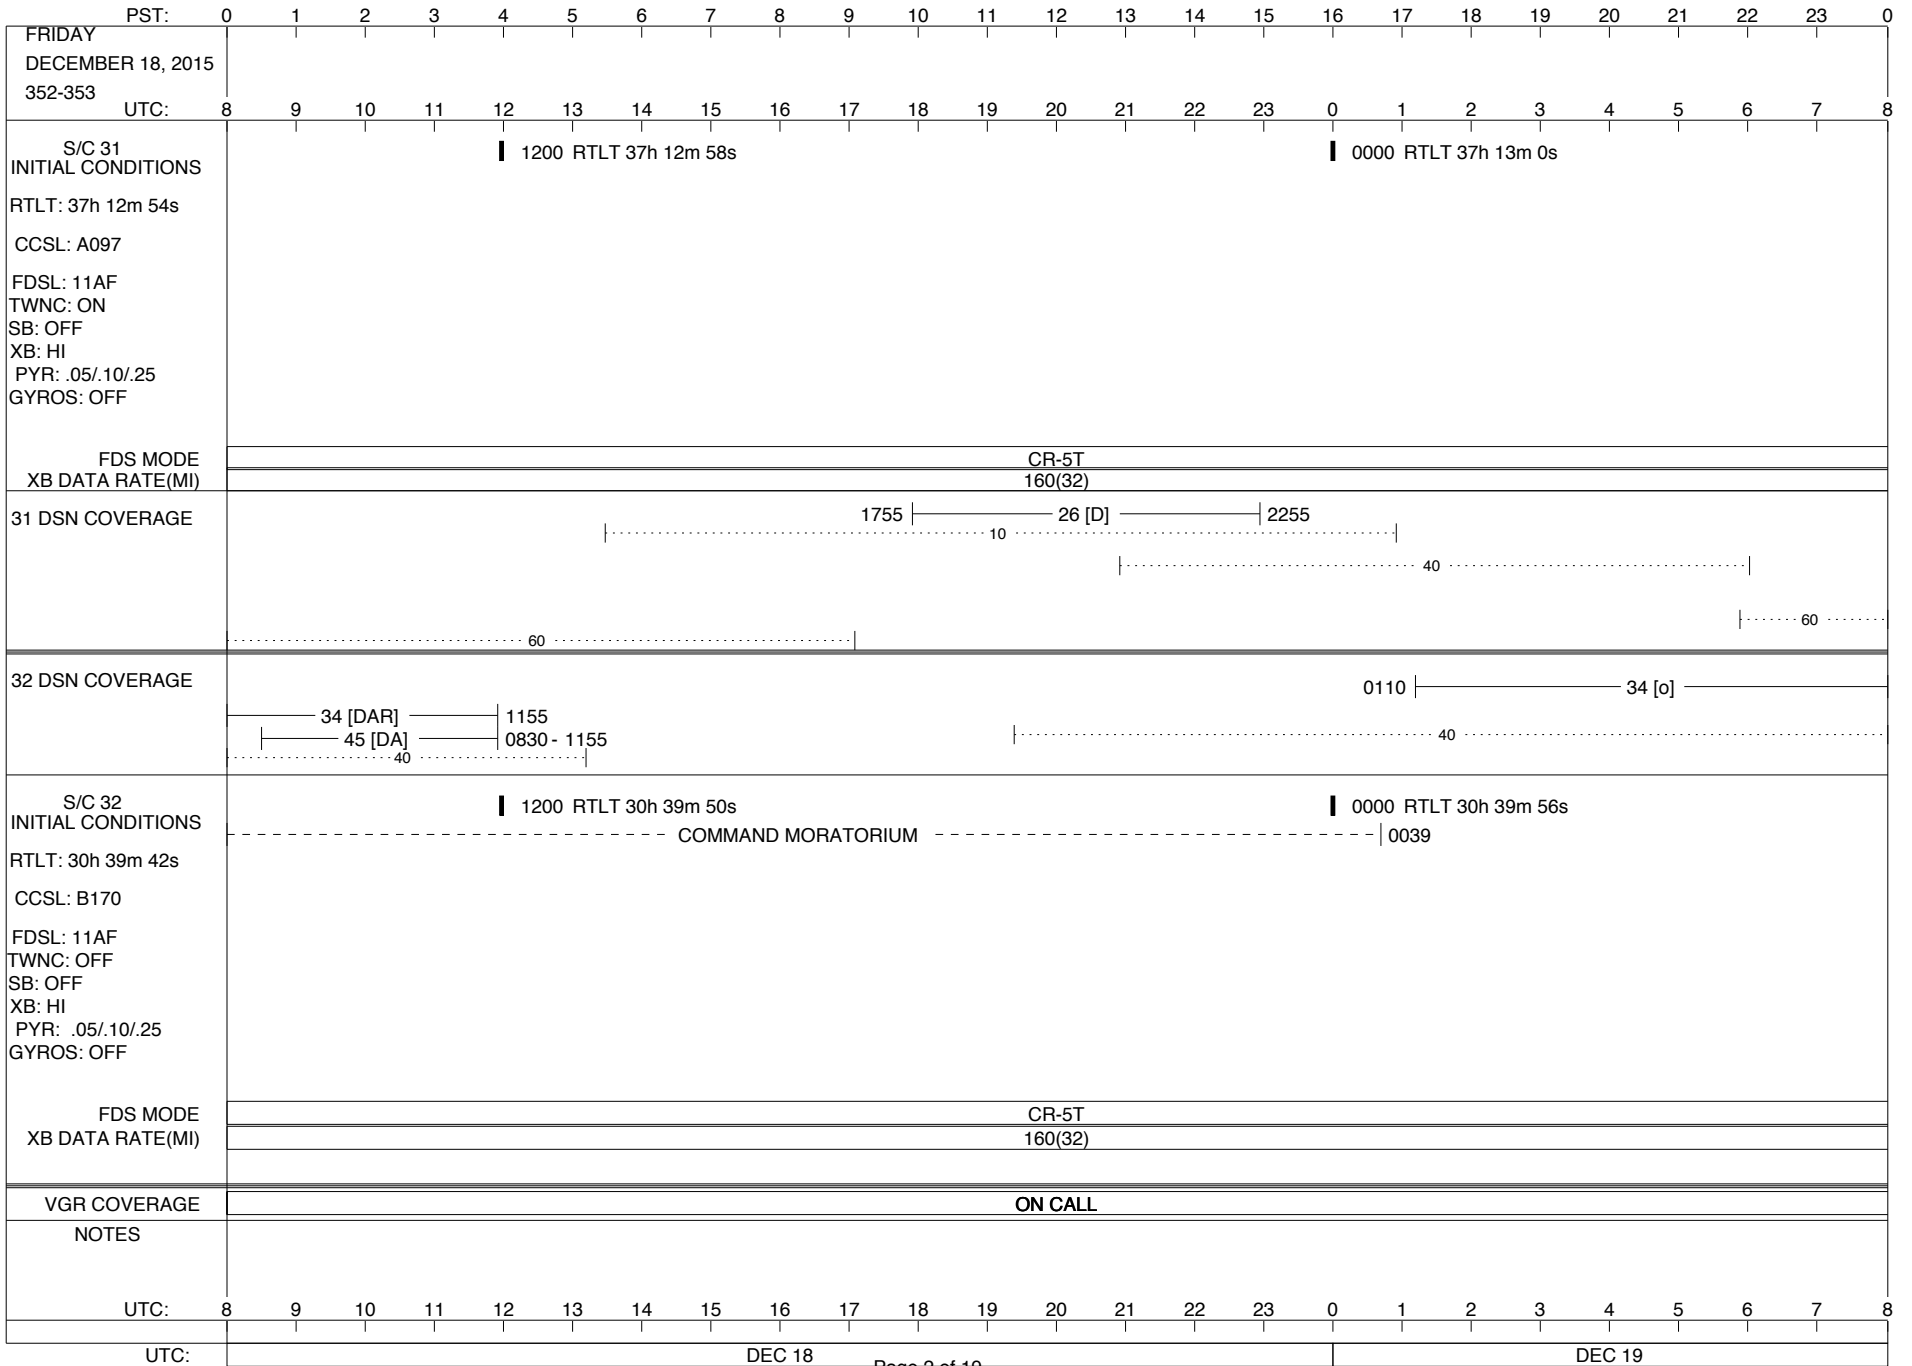 PST: 0 1 2 3 4 5 6 7 8 9 10 11 12 13 14 15 16 17 18 19 20 21 22 23 0
FRIDAY
DECEMBER 18, 2015
352-353
UTC: 8 9 10 11 12 13 14 15 16 17 18 19 20 21 22 23 0 1 2 3 4 5 6 7 8
S/C 31
INITIAL CONDITIONS
1200 RTLT 37h 12m 58s
0000 RTLT 37h 13m 0s
RTLT: 37h 12m 54s
CCSL: A097
FDSL: 11AF
TWNC: ON
SB: OFF
XB: HI
PYR: .05/.10/.25
GYROS: OFF
FDS MODE CR-5T
XB DATA RATE(MI) 160(32)
31 DSN COVERAGE
1755 26 [D] 2255
10
40
60
60
32 DSN COVERAGE
0110 34 [o]
34 [DAR] 1155
45 [DA] 0830 - 1155
40
40
S/C 32
INITIAL CONDITIONS
1200 RTLT 30h 39m 50s
0000 RTLT 30h 39m 56s
COMMAND MORATORIUM 0039
RTLT: 30h 39m 42s
CCSL: B170
FDSL: 11AF
TWNC: OFF
SB: OFF
XB: HI
PYR: .05/.10/.25
GYROS: OFF
FDS MODE CR-5T
XB DATA RATE(MI) 160(32)
VGR COVERAGE ON CALL
NOTES
UTC: 8 9 10 11 12 13 14 15 16 17 18 19 20 21 22 23 0 1 2 3 4 5 6 7 8
UTC: DEC 18 DEC 19
Page 2 of 19